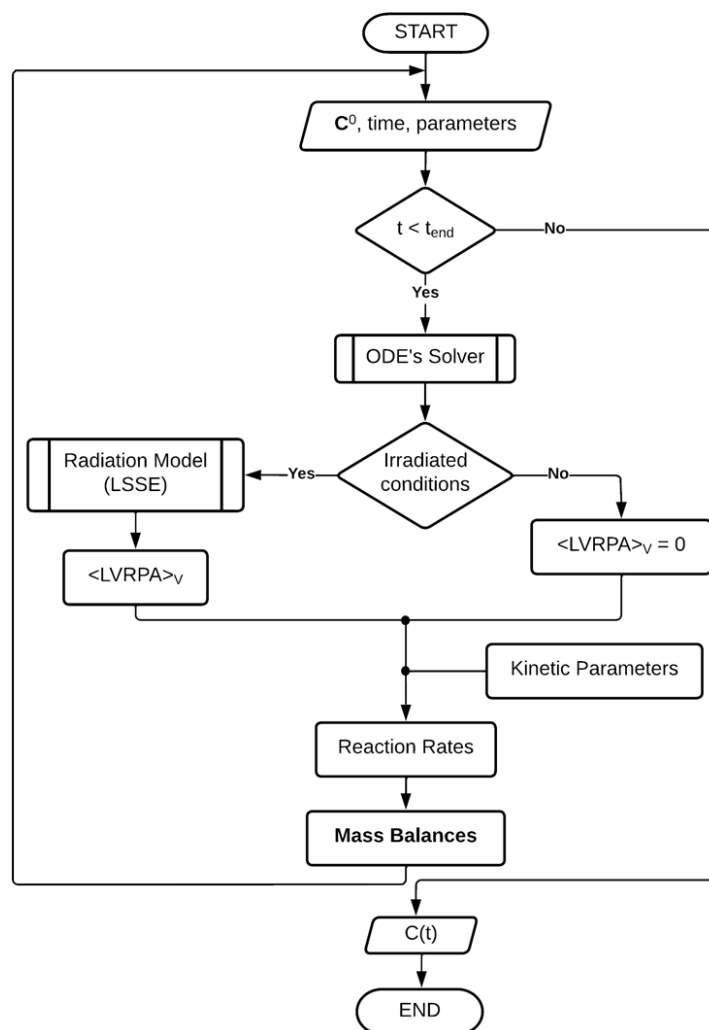 START
C⁰, time, parameters
t < tend
No
Yes
ODE's Solver
Radiation Model
(LSSE)
Yes
Irradiated
conditions
No
<LVRPA>V
<LVRPA>V = 0
Kinetic Parameters
Reaction Rates
Mass Balances
C(t)
END